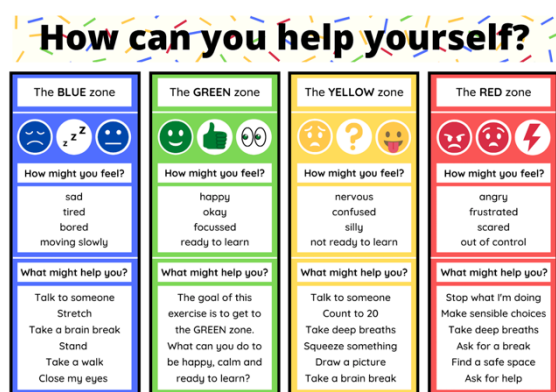 How can you help yourself?
The BLUE zone
z z Z
How might you feel?
sad
tired
bored
moving slowly
What might help you?
Talk to someone
Stretch
Take a brain break
Stand
Take a walk
Close my eyes
The GREEN zone
How might you feel?
happy
okay
focussed
ready to learn
What might help you?
The goal of this
exercise is to get to
the GREEN zone.
What can you do to
be happy, calm and
ready to learn?
The YELLOW zone
?
How might you feel?
nervous
confused
silly
not ready to learn
What might help you?
Talk to someone
Count to 20
Take deep breaths
Squeeze something
Draw a picture
Take a brain break
The RED zone
How might you feel?
angry
frustrated
scared
out of control
What might help you?
Stop what I'm doing
Make sensible choices
Take deep breaths
Ask for a break
Find a safe space
Ask for help